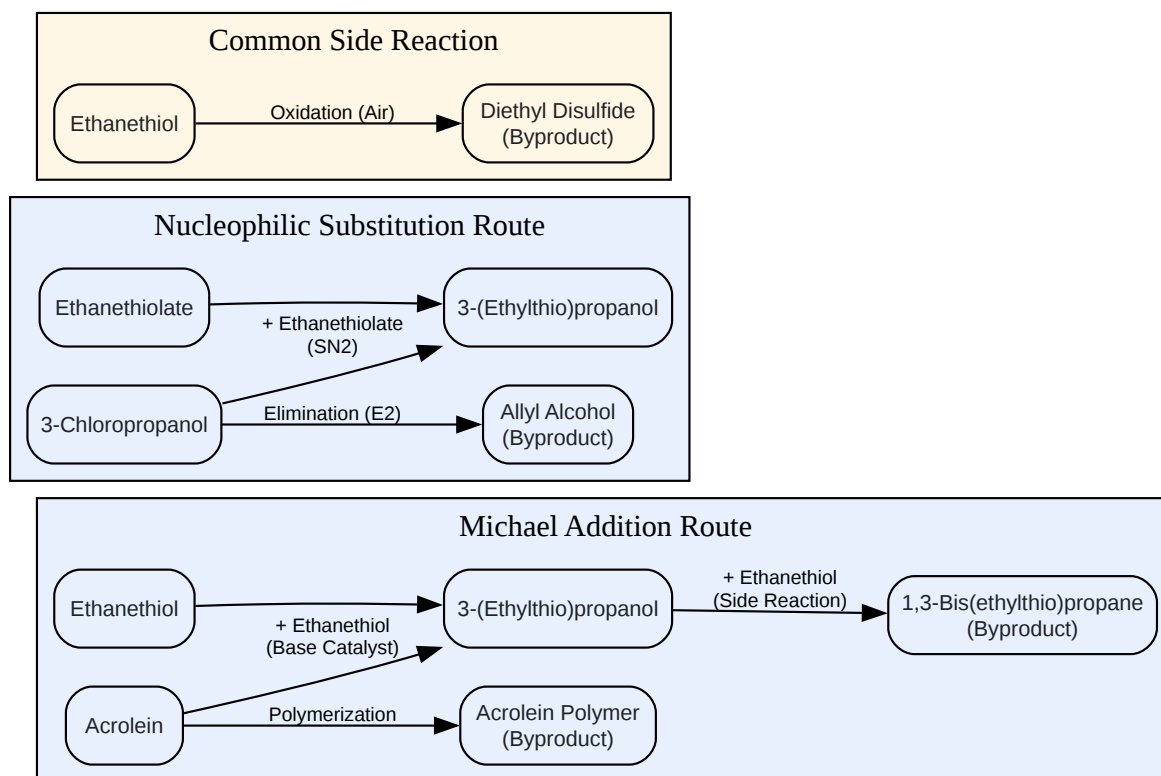 Common Side Reaction
Ethanethiol
Oxidation (Air)
Diethyl Disulfide
(Byproduct)
Nucleophilic Substitution Route
Ethanethiolate
+ Ethanethiolate
(SN2)
3-(Ethylthio)propanol
3-Chloropropanol
Elimination (E2)
Allyl Alcohol
(Byproduct)
Michael Addition Route
Ethanethiol
+ Ethanethiol
(Base Catalyst)
3-(Ethylthio)propanol
+ Ethanethiol
(Side Reaction)
1,3-Bis(ethylthio)propane
(Byproduct)
Acrolein
Polymerization
Acrolein Polymer
(Byproduct)